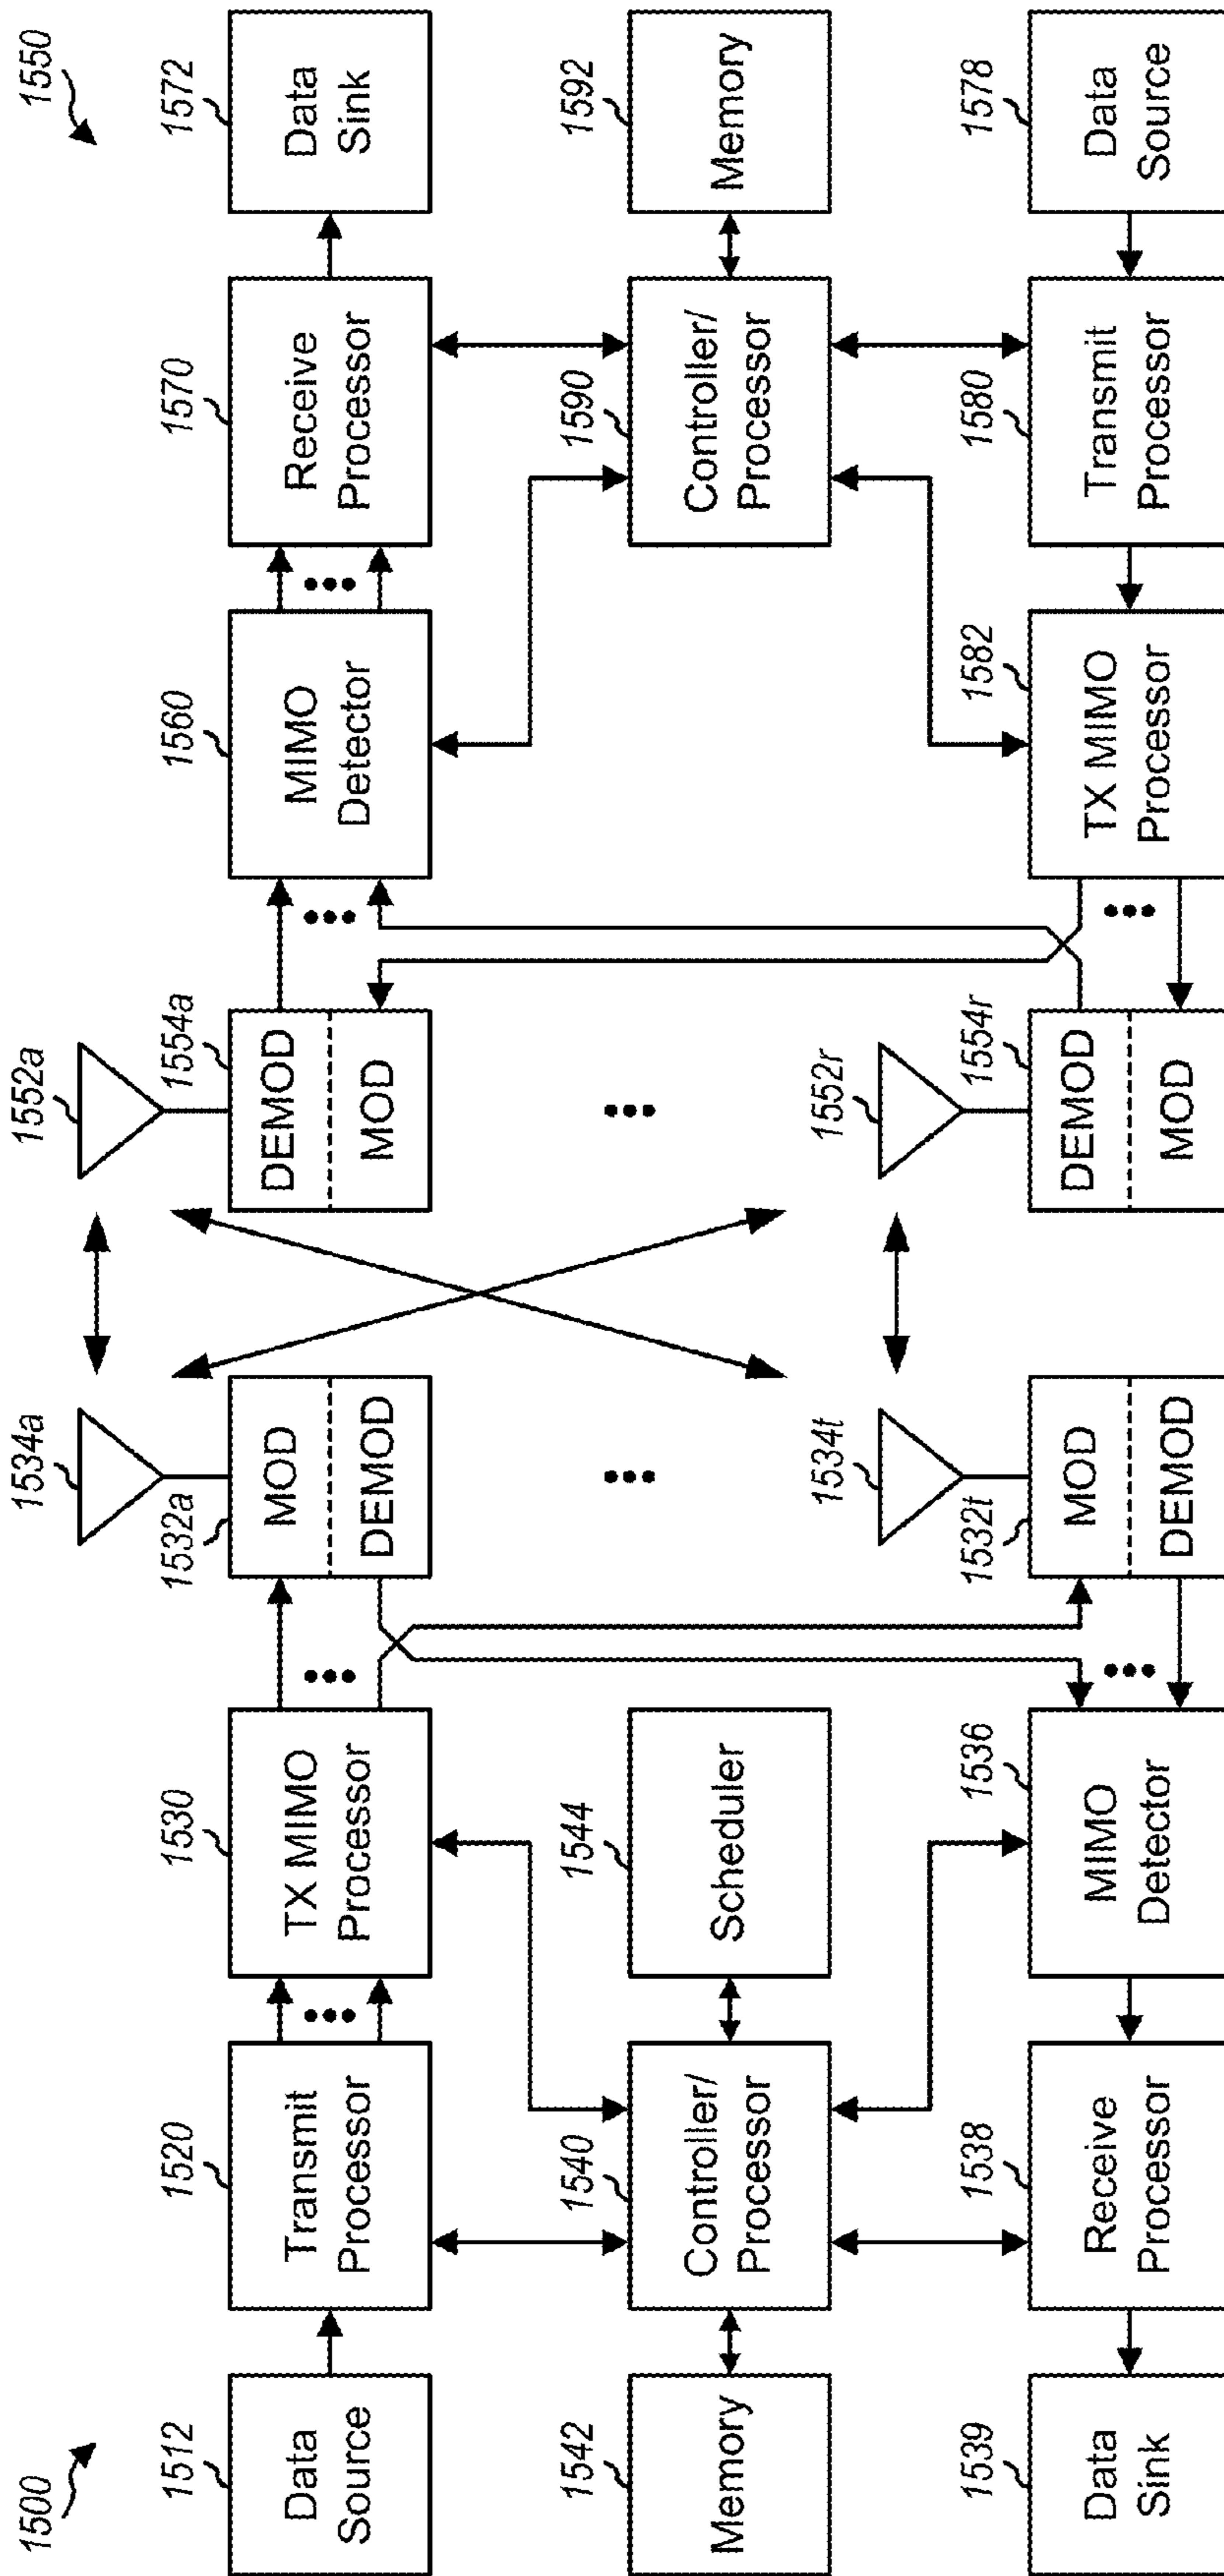 1500
1550
1512
Data
Source
1520
Transmit
Processor
1530
TX MIMO
Processor
1534a
1532a
MOD
DEMOD
1552a
1554a
DEMOD
MOD
1560
MIMO
Detector
1570
Receive
Processor
1572
Data
Sink
1542
Memory
1540
Controller/
Processor
1544
Scheduler
1590
Controller/
Processor
1592
Memory
1539
Data
Sink
1538
Receive
Processor
1536
MIMO
Detector
1534t
1532t
MOD
DEMOD
1552r
1554r
DEMOD
MOD
1582
TX MIMO
Processor
1580
Transmit
Processor
1578
Data
Source